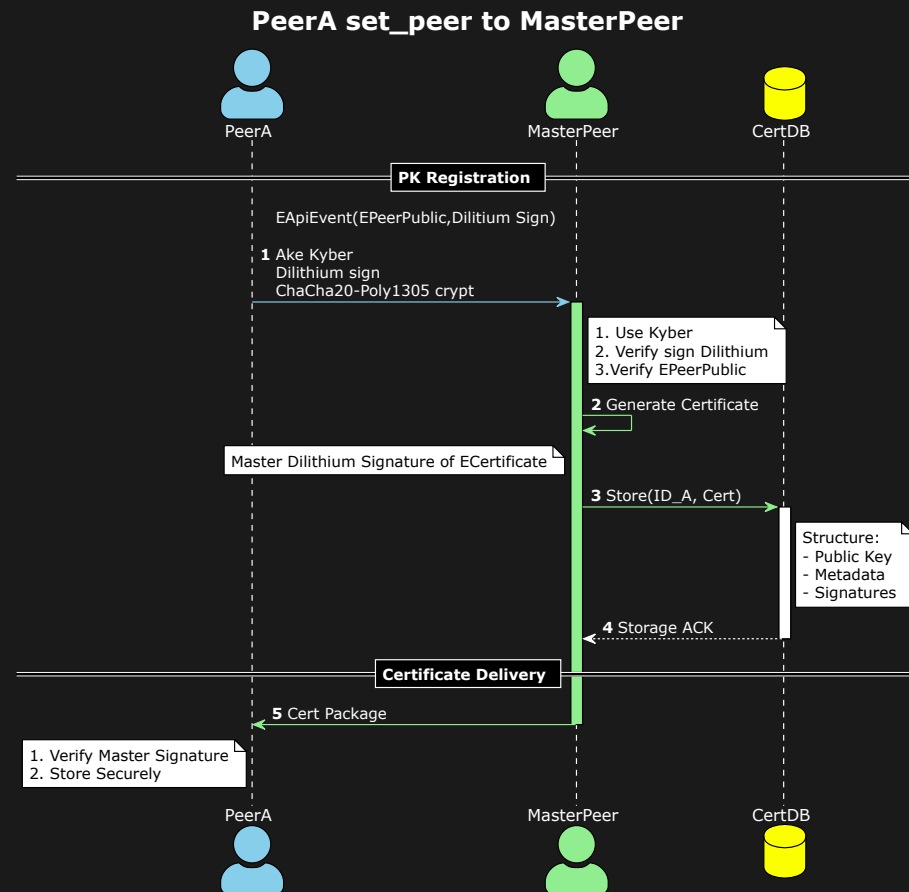 PeerA set_peer to MasterPeer
PeerA
MasterPeer
CertDB
PK Registration
EApiEvent(EPeerPublic,Dilitium Sign)
1 Ake Kyber
Dilithium sign
ChaCha20-Poly1305 crypt
1. Use Kyber
2. Verify sign Dilithium
3.Verify EPeerPublic
2 Generate Certificate
Master Dilithium Signature of ECertificate
3 Store(ID_A, Cert)
Structure:
- Public Key
- Metadata
- Signatures
4 Storage ACK
Certificate Delivery
5 Cert Package
1. Verify Master Signature
2. Store Securely
PeerA
MasterPeer
CertDB